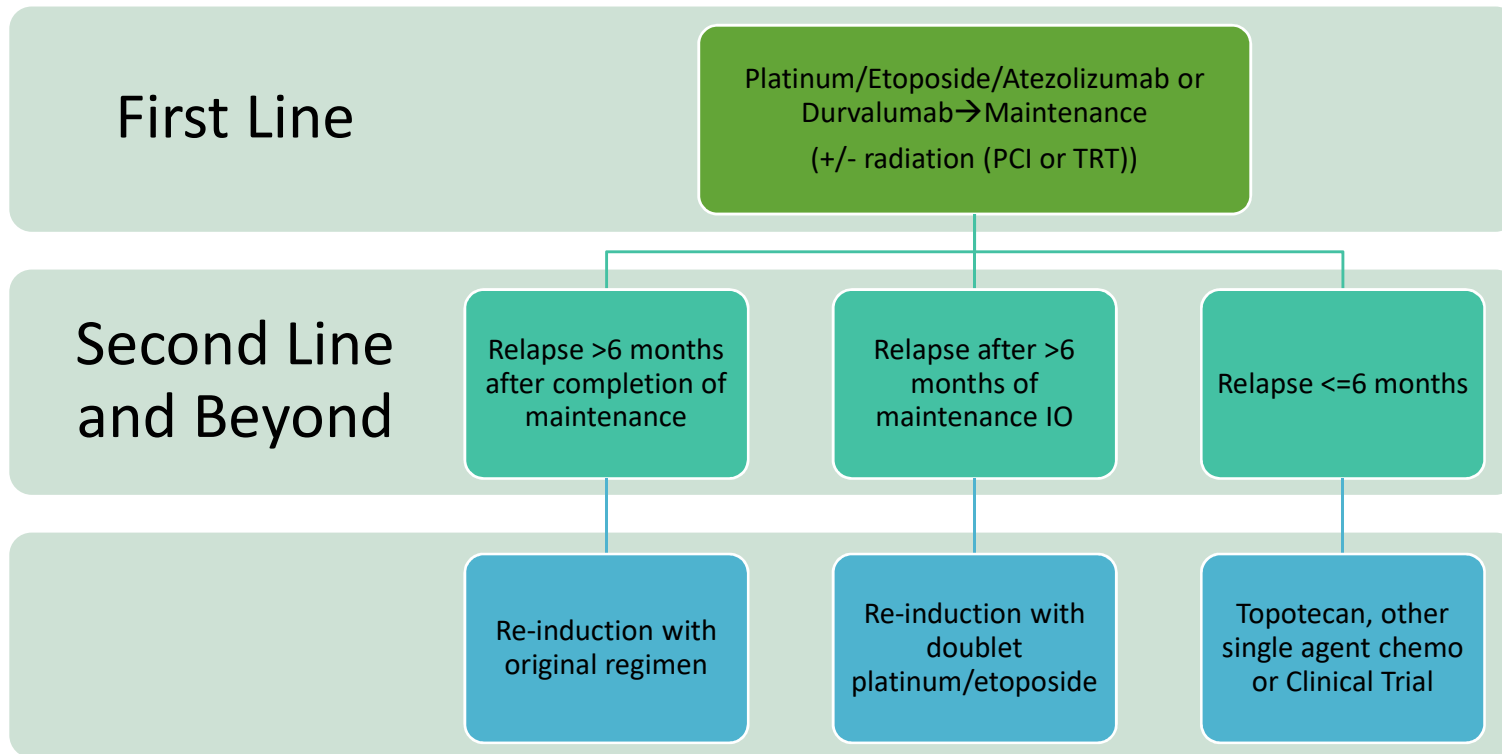 First Line
Platinum/Etoposide/Atezolizumab or
Durvalumab→Maintenance
(+/- radiation (PCI or TRT))
Second Line
and Beyond
Relapse >6 months
after completion of
maintenance
Relapse after >6
months of
maintenance IO
Relapse <=6 months
Re-induction with
original regimen
Re-induction with
doublet
platinum/etoposide
Topotecan, other
single agent chemo
or Clinical Trial